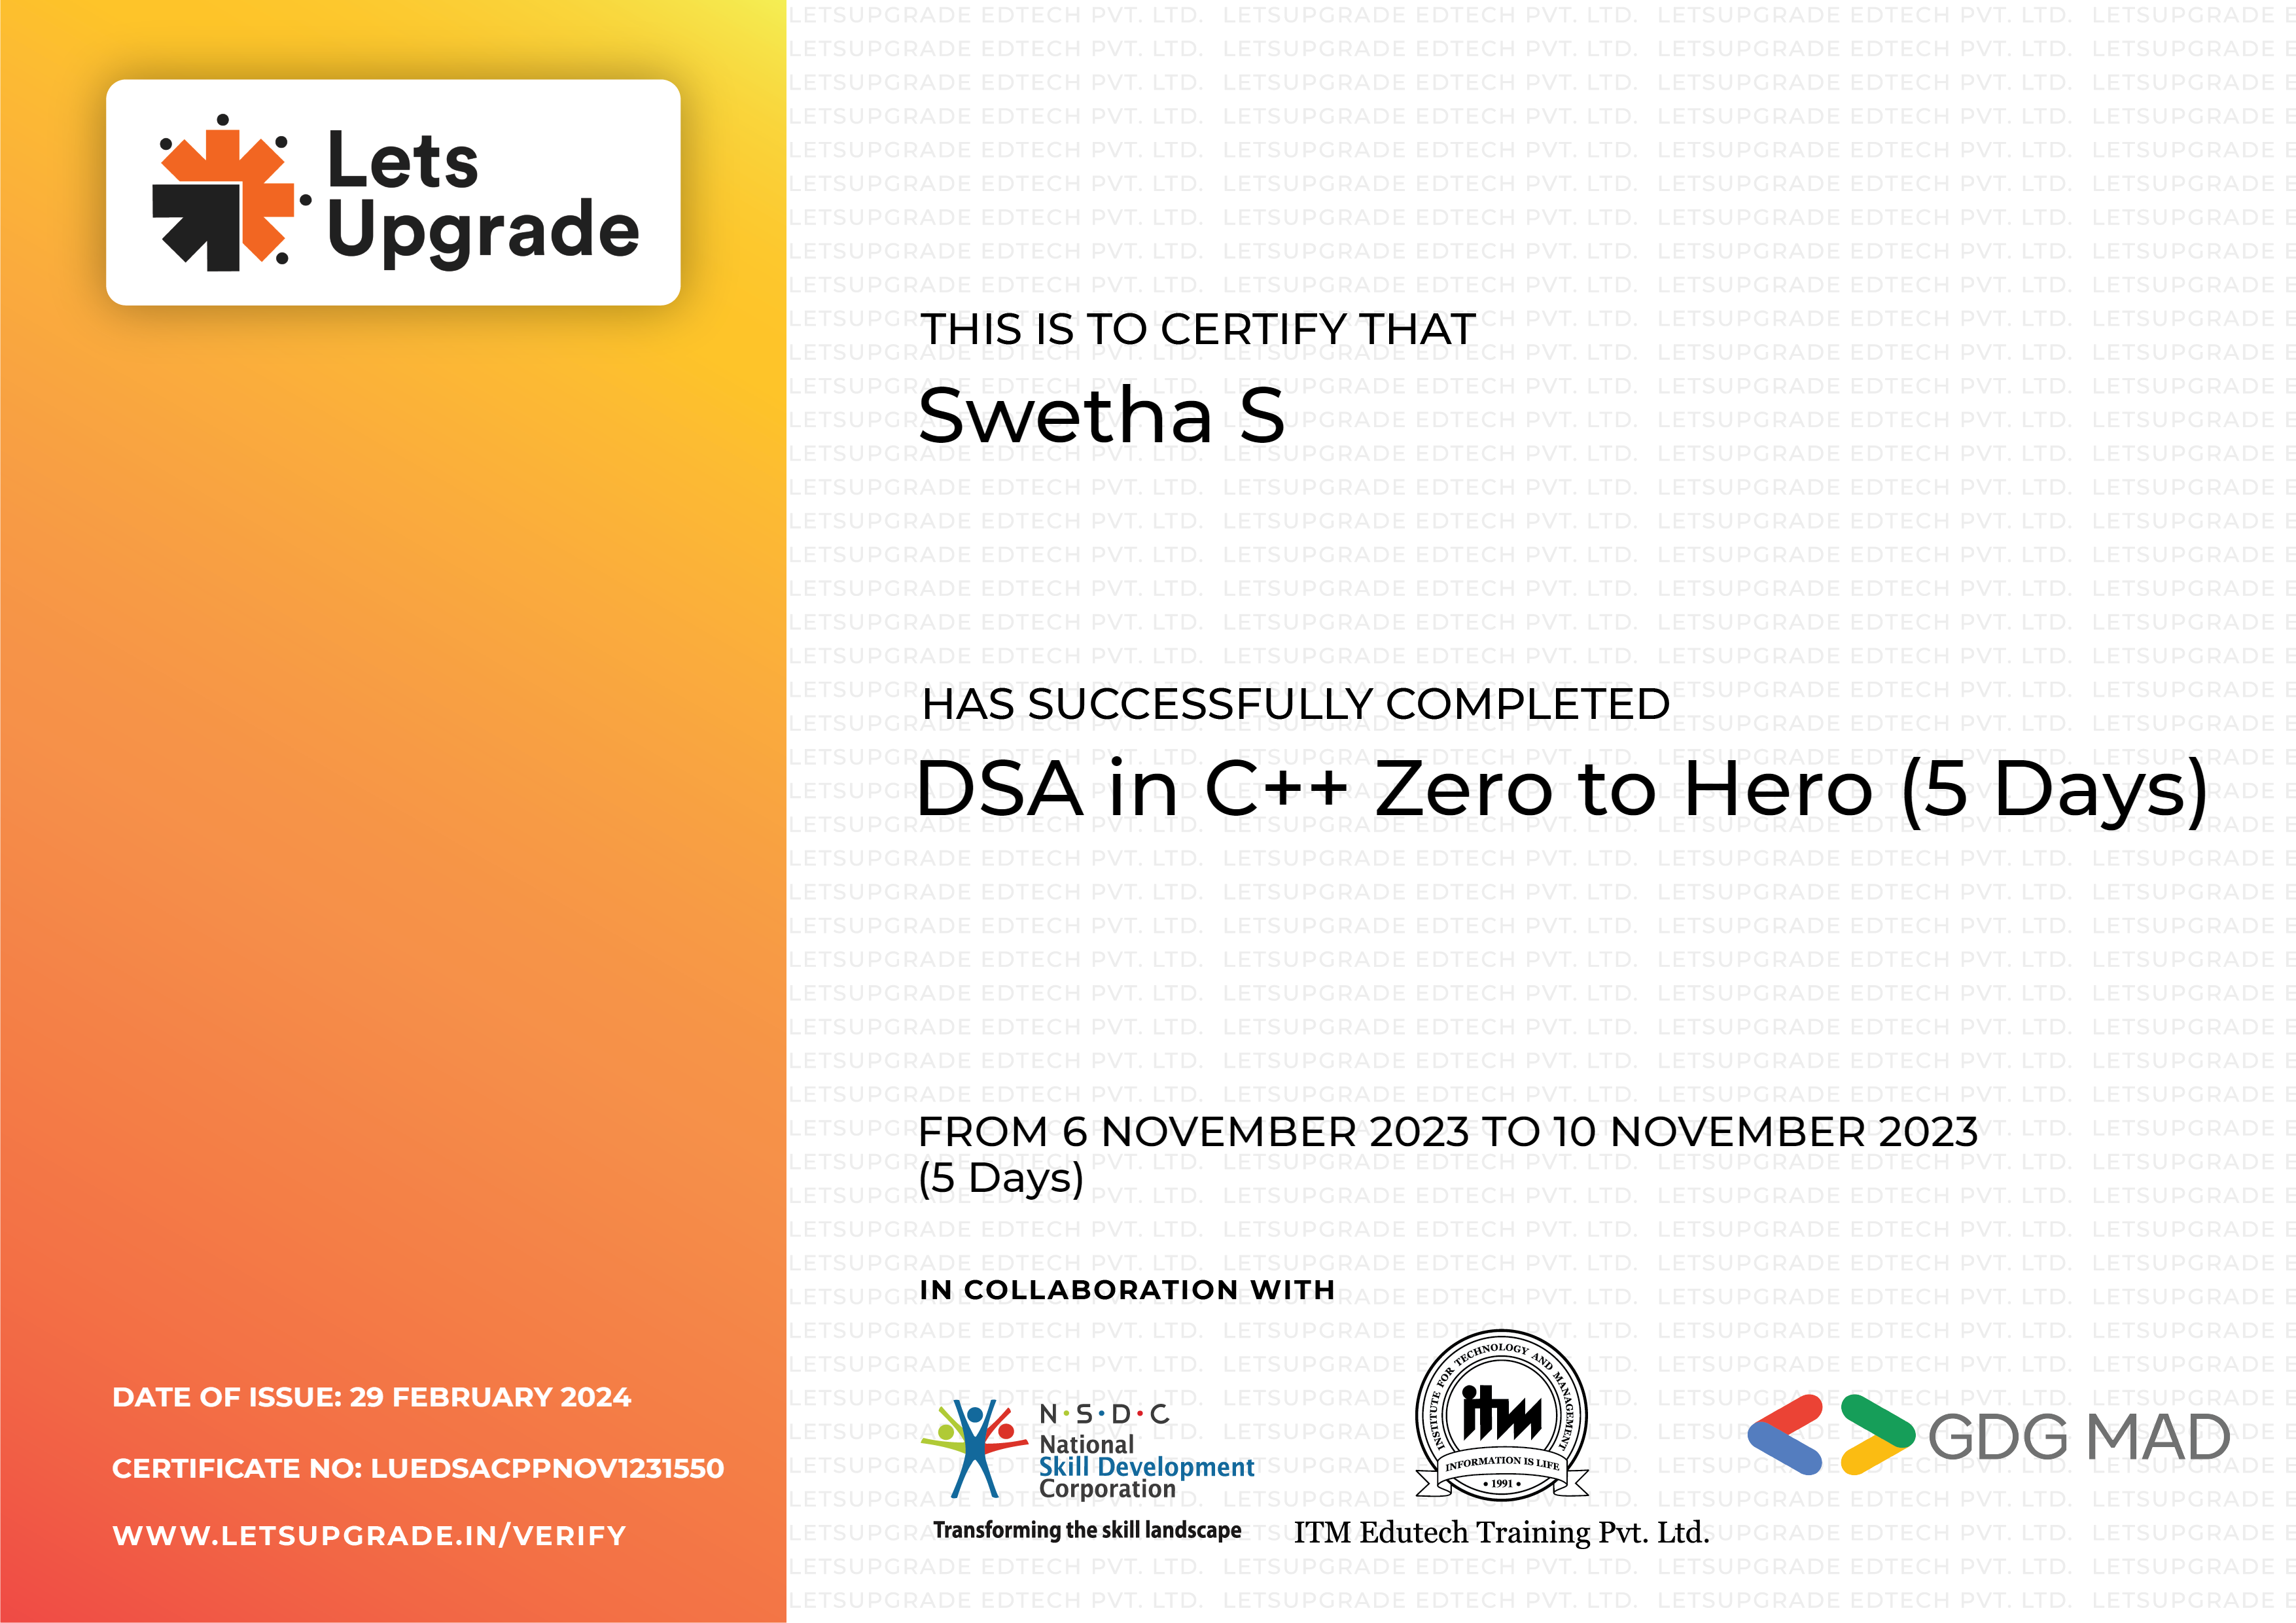 Lets
Upgrade
THIS IS TO CERTIFY THAT
Swetha S
HAS SUCCESSFULLY COMPLETED
DSA in C++ Zero to Hero (5 Days)
FROM 6 NOVEMBER 2023 TO 10 NOVEMBER 2023
(5 Days)
IN COLLABORATION WITH
N·S·D·C
National
Skill Development
Corporation
Transforming the skill landscape
INSTITUTE FOR TECHNOLOGY AND MANAGEMENT
itm
INFORMATION IS LIFE
• 1991 •
ITM Edutech Training Pvt. Ltd.
GDG MAD
DATE OF ISSUE: 29 FEBRUARY 2024
CERTIFICATE NO: LUEDSACPPNOV1231550
WWW.LETSUPGRADE.IN/VERIFY
LETSUPGRADE EDTECH PVT. LTD.